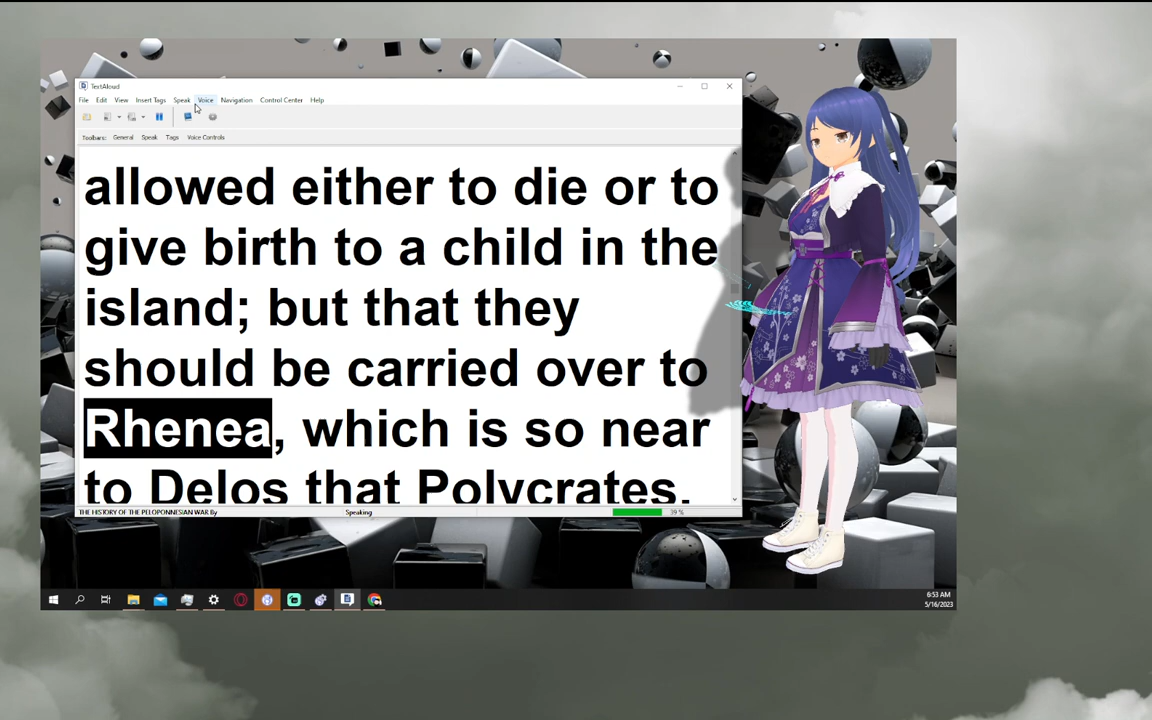 TextAloud
File Edit View Insert Tags Speak Voice Navigation Control Center Help
Toolbars: General Speak Tags Voice Controls
allowed either to die or to
give birth to a child in the
island; but that they
should be carried over to
Rhenea, which is so near
to Delos that Polycrates,
THE HISTORY OF THE PELOPONNESIAN WAR By Speaking 39 %
6:53 AM
5/16/2023